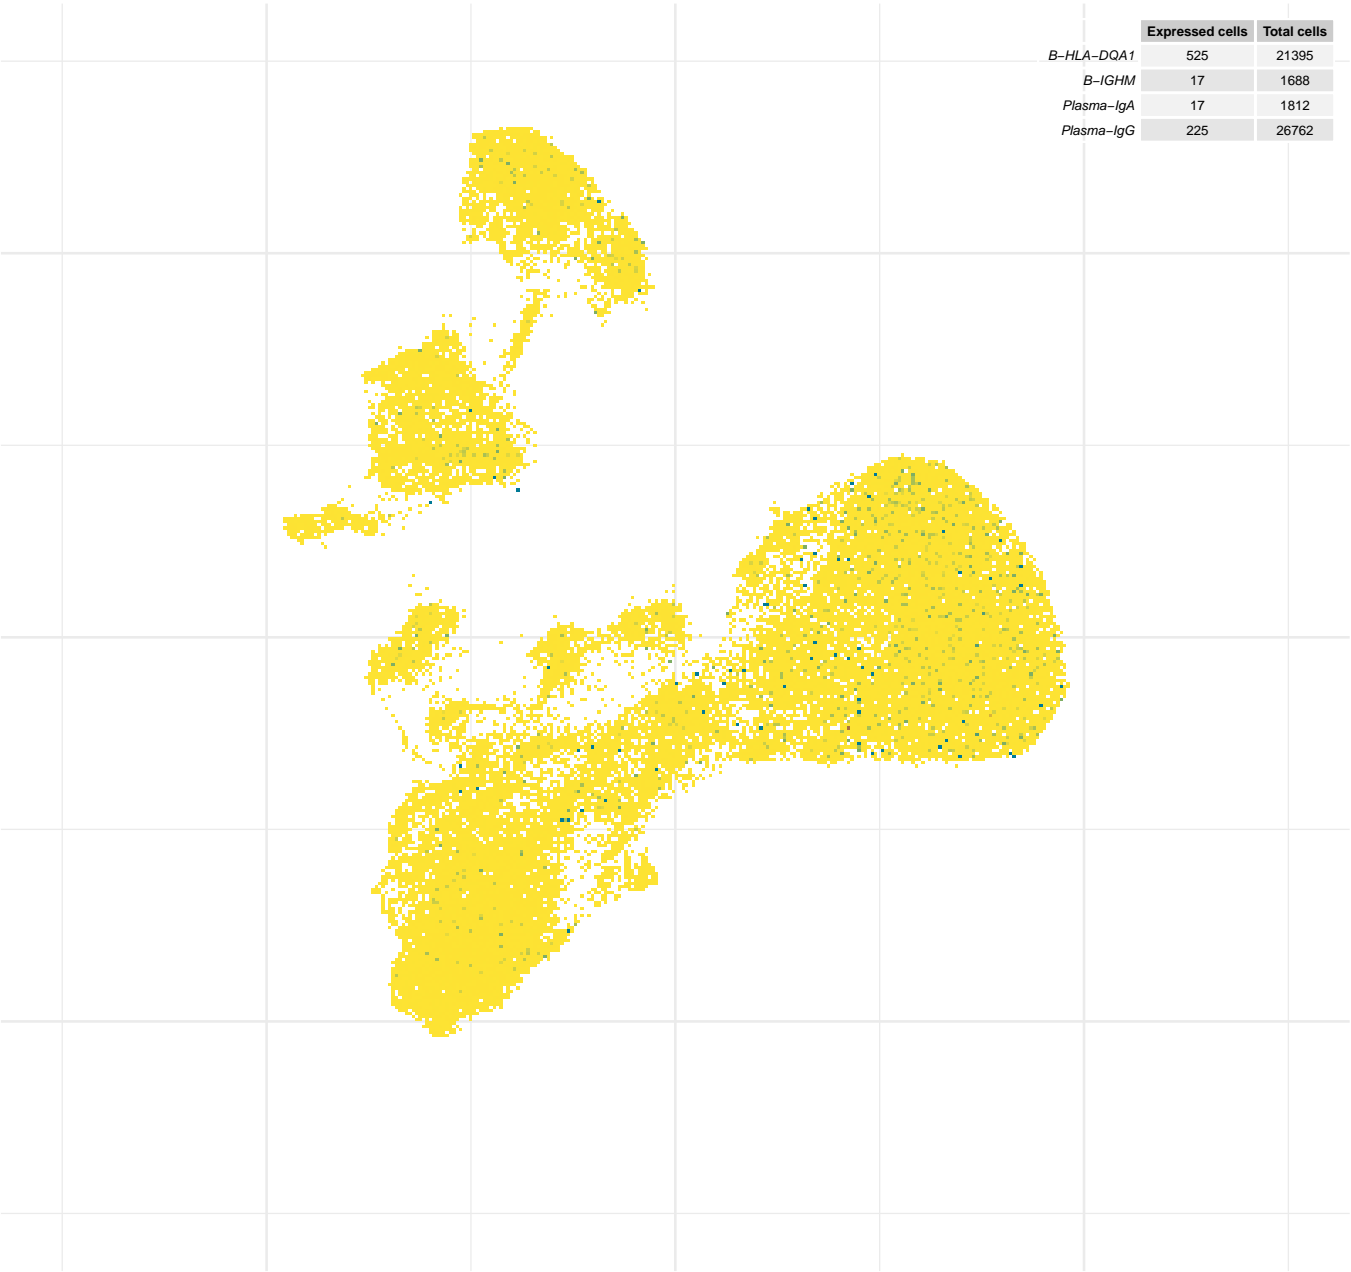 Expressed cells Total cells
B−HLA−DQA1 525 21395
B−IGHM 17 1688
Plasma−IgA 17 1812
Plasma−IgG 225 26762